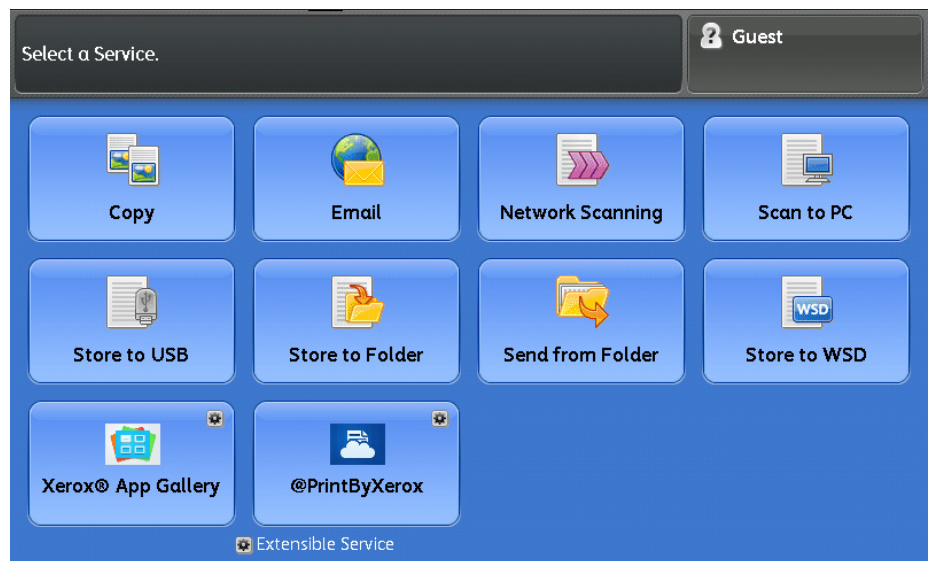 Select a Service.
Guest
Copy
Email
Network Scanning
Scan to PC
Store to USB
Store to Folder
Send from Folder
WSD
Store to WSD
Xerox® App Gallery
@PrintByXerox
Extensible Service